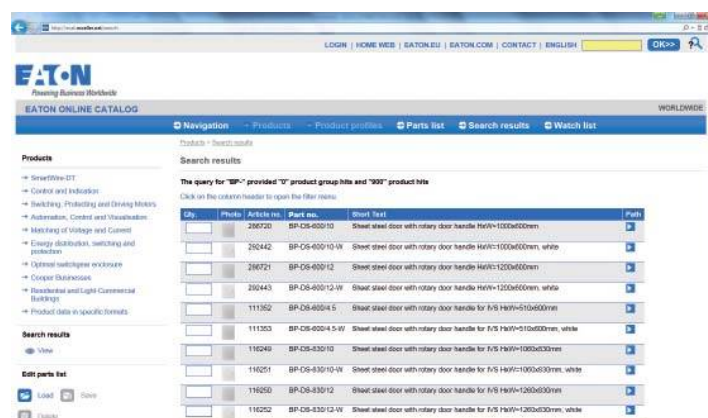 LOGIN | HOME WEB | EATON.EU | EATON.COM | CONTACT | ENGLISH
OK>>
EATON
Powering Business Worldwide
EATON ONLINE CATALOG
WORLDWIDE
Navigation Products Product profiles Parts list Search results Watch list
Products > Search results
Products
Search results
SmartWire-DT
Control and Indication
Switching, Protecting and Driving Motors
Automation, Control and Visualisation
Matching of Voltage and Current
Energy distribution, switching and
protection
Optimal switchgear enclosure
Cooper Businesses
Residential and Light Commercial
Buildings
Product data in specific formats
Search results
View
Edit parts list
Load Save
Delete
The query for "BP-" provided "0" product group hits and "900" product hits
Click on the column header to open the filter menu.
Qty. Photo Article no. Part no. Short Text Path
286720 BP-DS-600/10 Sheet steel door with rotary door handle HxW=1000x600mm
292442 BP-DS-600/10-W Sheet steel door with rotary door handle HxW=1000x600mm, white
286721 BP-DS-600/12 Sheet steel door with rotary door handle HxW=1200x600mm
292443 BP-DS-600/12-W Sheet steel door with rotary door handle HxW=1200x600mm, white
111352 BP-DS-600/4.5 Sheet steel door with rotary door handle for IVS HxW=510x600mm
111353 BP-DS-600/4.5-W Sheet steel door with rotary door handle for IVS HxW=510x600mm, white
116249 BP-DS-830/10 Sheet steel door with rotary door handle for IVS HxW=1060x830mm
116251 BP-DS-830/10-W Sheet steel door with rotary door handle for IVS HxW=1060x830mm, white
116250 BP-DS-830/12 Sheet steel door with rotary door handle for IVS HxW=1260x830mm
116252 BP-DS-830/12-W Sheet steel door with rotary door handle for IVS HxW=1260x830mm, white